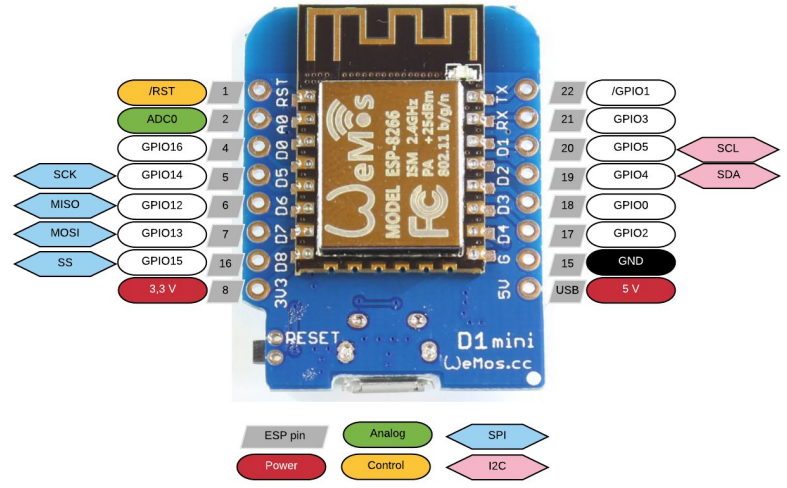 /RST 1 RST TX 22 /GPIO1
ADC0 2 A0 RX 21 GPIO3
GPIO16 4 D0 D1 20 GPIO5 SCL
SCK GPIO14 5 D5 D2 19 GPIO4 SDA
MISO GPIO12 6 D6 D3 18 GPIO0
MOSI GPIO13 7 D7 D4 17 GPIO2
SS GPIO15 16 D8 G 15 GND
3,3 V 8 3V3 5V USB 5 V
WeMos
MODEL ESP-8266
ISM 2.4GHz
PA +25dBm
802.11 b/g/n
FC
RESET
D1 mini
WeMos.cc
ESP pin Analog SPI
Power Control I2C